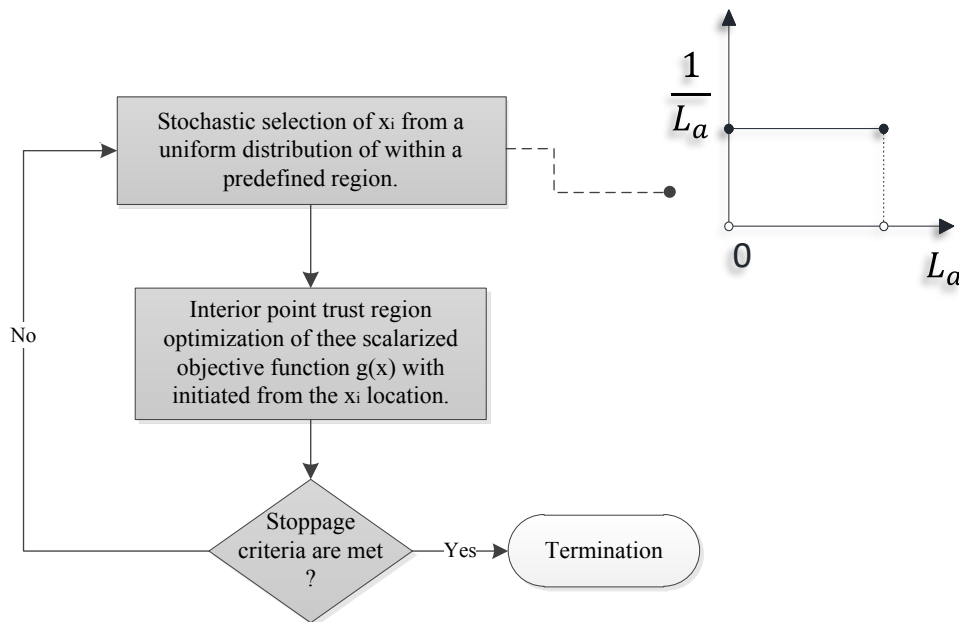 Stochastic selection of xi from a
uniform distribution of within a
predefined region.
1
La
0
La
Interior point trust region
optimization of thee scalarized
objective function g(x) with
initiated from the xi location.
No
Stoppage
criteria are met
?
Yes
Termination